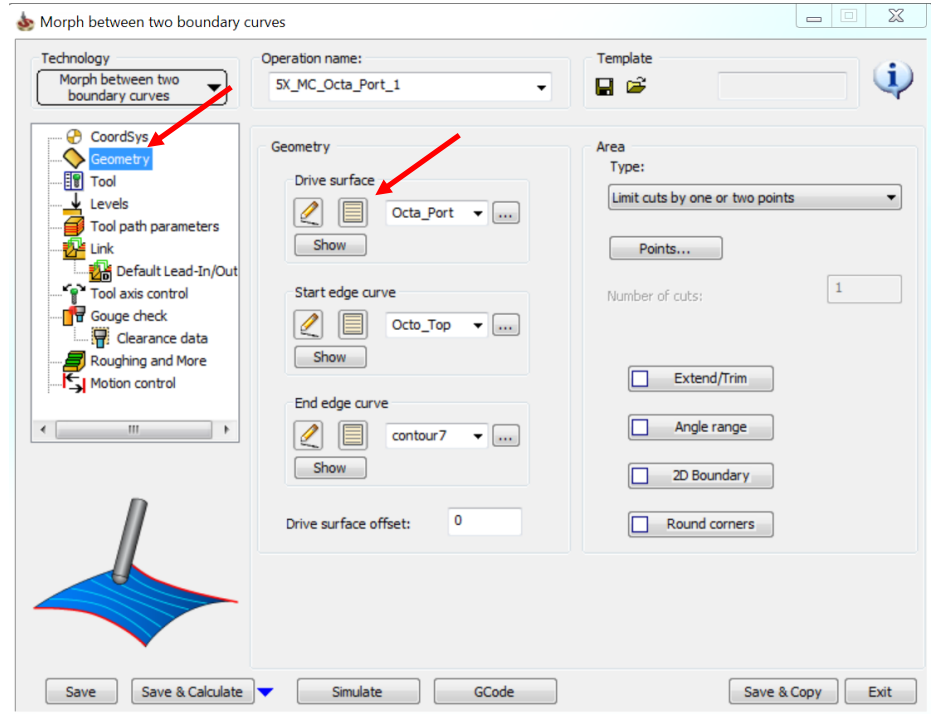 Morph between two boundary curves
Technology
Morph between two
boundary curves
Operation name:
5X_MC_Octa_Port_1
Template
CoordSys
Geometry
Tool
Levels
Tool path parameters
Link
Default Lead-In/Out
Tool axis control
Gouge check
Clearance data
Roughing and More
Motion control
Geometry
Drive surface
Octa_Port
...
Show
Start edge curve
Octo_Top
...
Show
End edge curve
contour7
...
Show
Drive surface offset:
0
Area
Type:
Limit cuts by one or two points
Points...
Number of cuts:
1
Extend/Trim
Angle range
2D Boundary
Round corners
Save
Save & Calculate
Simulate
GCode
Save & Copy
Exit